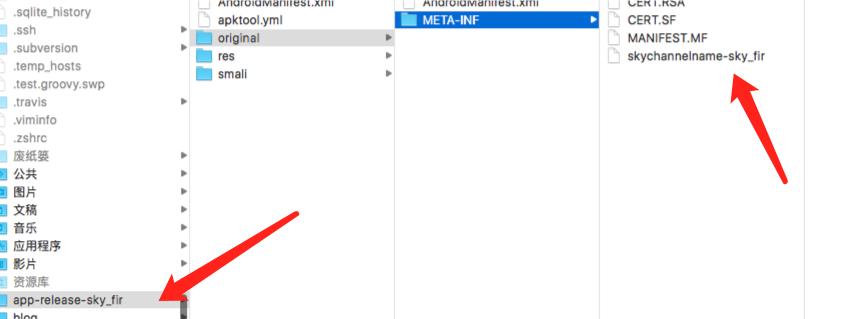 .sqlite_history
.ssh
.subversion
.temp_hosts
.test.groovy.swp
.travis
.viminfo
.zshrc
废纸篓
公共
图片
文稿
音乐
应用程序
影片
资源库
app-release-sky_fir
blog
AndroidManifest.xml
apktool.yml
original
res
smali
AndroidManifest.xml
META-INF
CERT.RSA
CERT.SF
MANIFEST.MF
skychannelname-sky_fir